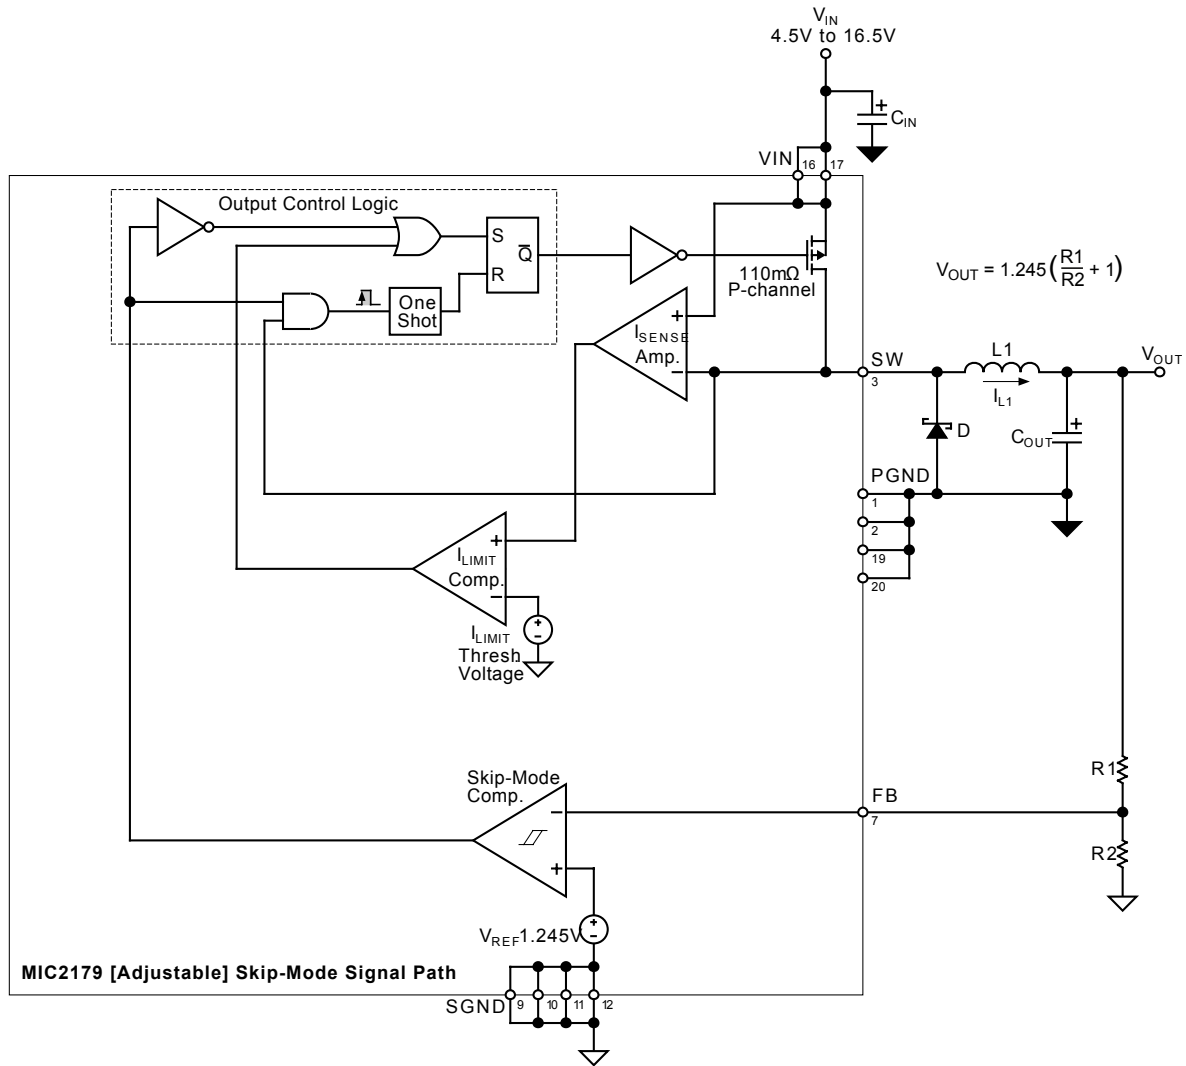 VIN
4.5V to 16.5V
CIN
VIN
16
17
Output Control Logic
S
Q̅
R
One
Shot
110mΩ
P-channel
VOUT = 1.245(R1/R2 + 1)
+
ISENSE
Amp.
−
SW
3
L1
IL1
VOUT
D
COUT
+
PGND
1
2
19
20
+
ILIMIT
Comp.
−
+
−
ILIMIT
Thresh.
Voltage
Skip-Mode
Comp.
−
+
FB
7
R1
R2
VREF1.245V
+
−
MIC2179 [Adjustable] Skip-Mode Signal Path
SGND
9
10
11
12